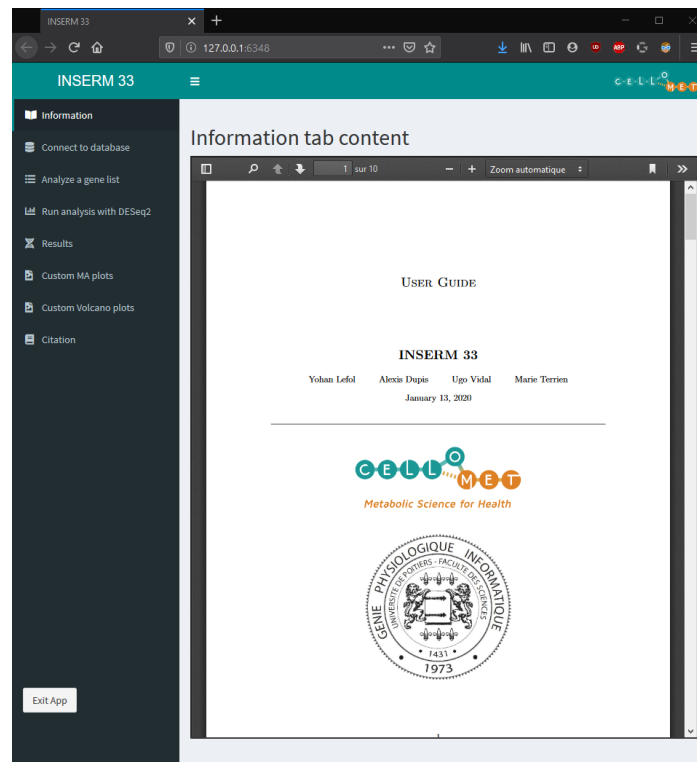 INSERM 33
127.0.0.1:6348
INSERM 33
C-E-L-L-O
M-E-T
Information
Connect to database
Analyze a gene list
Run analysis with DESeq2
Results
Custom MA plots
Custom Volcano plots
Citation
Exit App
Information tab content
1 sur 10
Zoom automatique
USER GUIDE
INSERM 33
Yohan Lefol Alexis Dupis Ugo Vidal Marie Terrien
January 13, 2020
C-E-L-L-O
M-E-T
Metabolic Science for Health
GENIE PHYSIOLOGIQUE INFORMATIQUE
UNIVERSITE DE POITIERS - FACULTE DES SCIENCES
• 1431 •
1973